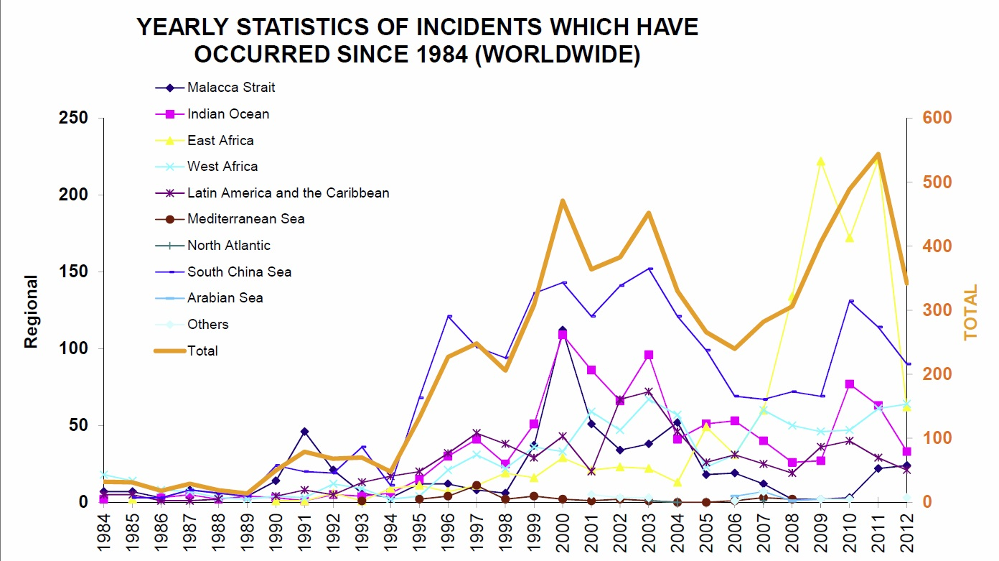 YEARLY STATISTICS OF INCIDENTS WHICH HAVE
OCCURRED SINCE 1984 (WORLDWIDE)
Malacca Strait
Indian Ocean
East Africa
West Africa
Latin America and the Caribbean
Mediterranean Sea
North Atlantic
South China Sea
Arabian Sea
Others
Total
250
200
150
100
50
0
Regional
600
500
400
300
200
100
0
TOTAL
1984
1985
1986
1987
1988
1989
1990
1991
1992
1993
1994
1995
1996
1997
1998
1999
2000
2001
2002
2003
2004
2005
2006
2007
2008
2009
2010
2011
2012